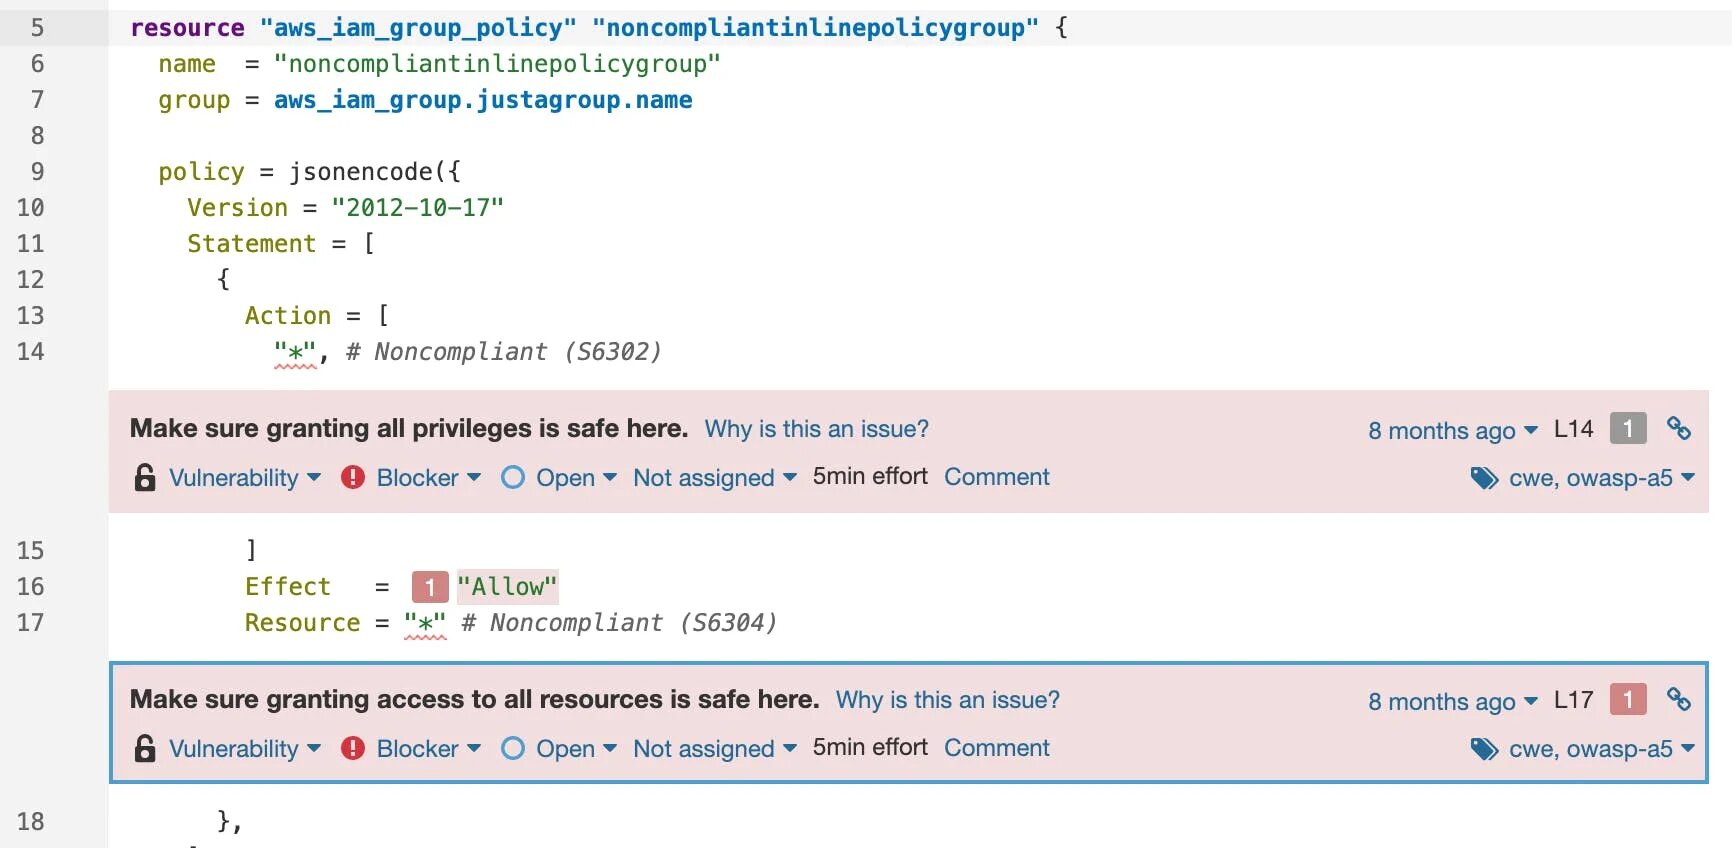 5 resource "aws_iam_group_policy" "noncompliantinlinepolicygroup" {
6 name = "noncompliantinlinepolicygroup"
7 group = aws_iam_group.justagroup.name
8
9 policy = jsonencode({
10 Version = "2012-10-17"
11 Statement = [
12 {
13 Action = [
14 "*", # Noncompliant (S6302)
Make sure granting all privileges is safe here. Why is this an issue? 8 months ago L14 1
Vulnerability Blocker Open Not assigned 5min effort Comment cwe, owasp-a5
15 ]
16 Effect = 1 "Allow"
17 Resource = "*" # Noncompliant (S6304)
Make sure granting access to all resources is safe here. Why is this an issue? 8 months ago L17 1
Vulnerability Blocker Open Not assigned 5min effort Comment cwe, owasp-a5
18 },